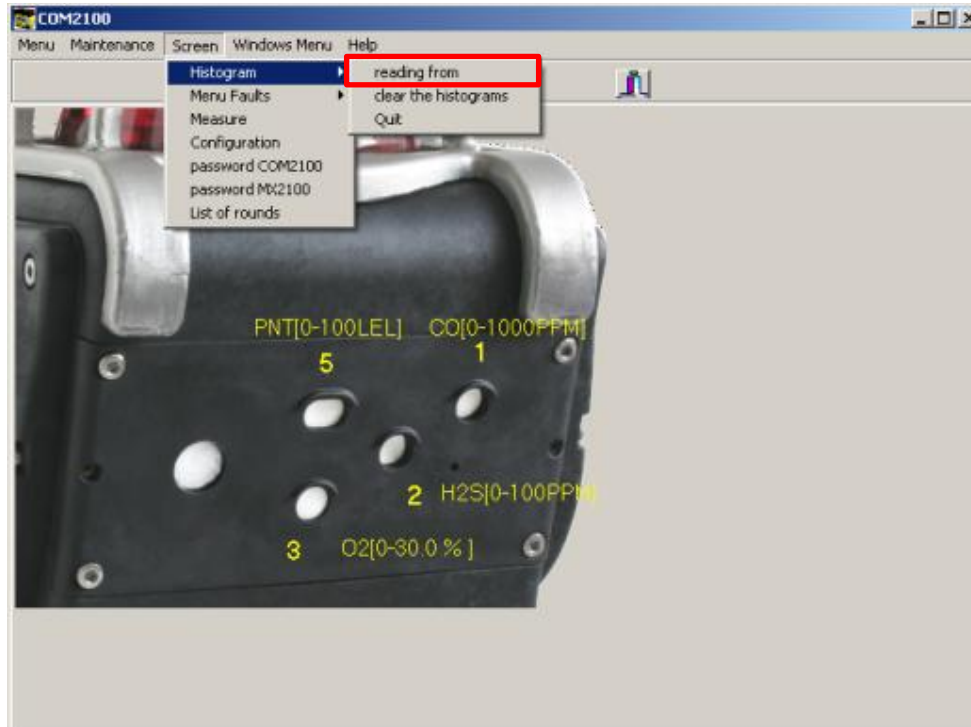 COM2100
Menu Maintenance Screen Windows Menu Help
Histogram
Menu Faults
Measure
Configuration
password COM2100
password MX2100
List of rounds
reading from
clear the histograms
Quit
PNT[0-100LEL]
5
CO[0-1000PPM]
1
2
H2S[0-100PPM]
3
O2[0-30.0 % ]